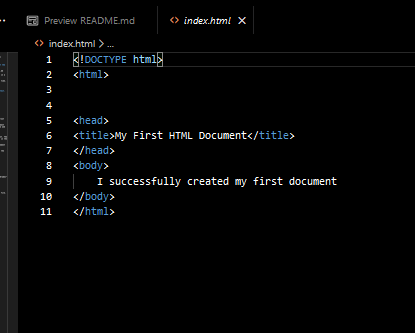 Preview README.md
index.html
index.html > ...
1 <!DOCTYPE html>
2 <html>
3
4
5 <head>
6 <title>My First HTML Document</title>
7 </head>
8 <body>
9 I successfully created my first document
10 </body>
11 </html>